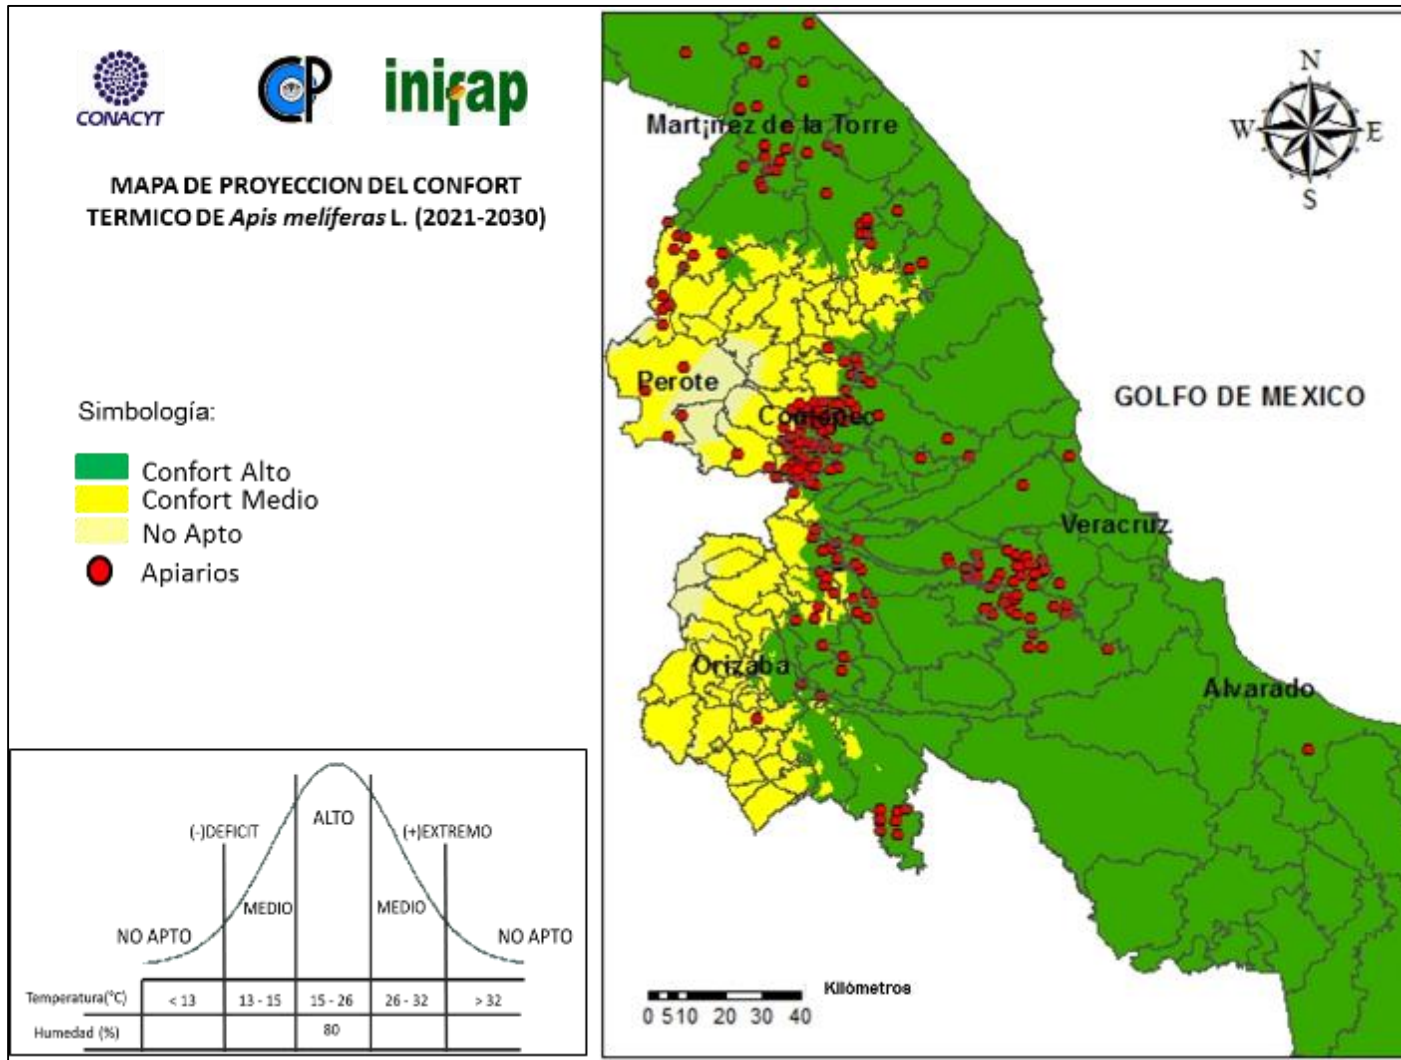 CONACYT
CP
inifap
MAPA DE PROYECCION DEL CONFORT
TERMICO DE Apis melíferas L. (2021-2030)
Simbología:
Confort Alto
Confort Medio
No Apto
Apiarios
(-)DEFICIT
ALTO
(+)EXTREMO
MEDIO
MEDIO
NO APTO
NO APTO
Temperatura(°C) < 13 13 - 15 15 - 26 26 - 32 > 32
Humedad (%) 80
N
W E
S
Mart¡nez de la Torre
Perote
GOLFO DE MEXICO
Veracruz
Orizaba
Alvarado
Kilómetros
0 5 10 20 30 40